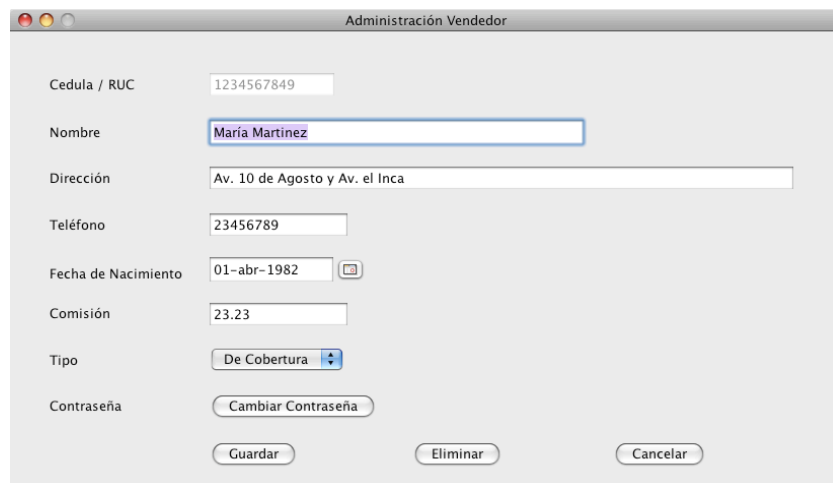 Administración Vendedor
Cedula / RUC 1234567849
Nombre María Martinez
Dirección Av. 10 de Agosto y Av. el Inca
Teléfono 23456789
Fecha de Nacimiento 01-abr-1982
Comisión 23.23
Tipo De Cobertura
Contraseña Cambiar Contraseña
Guardar Eliminar Cancelar